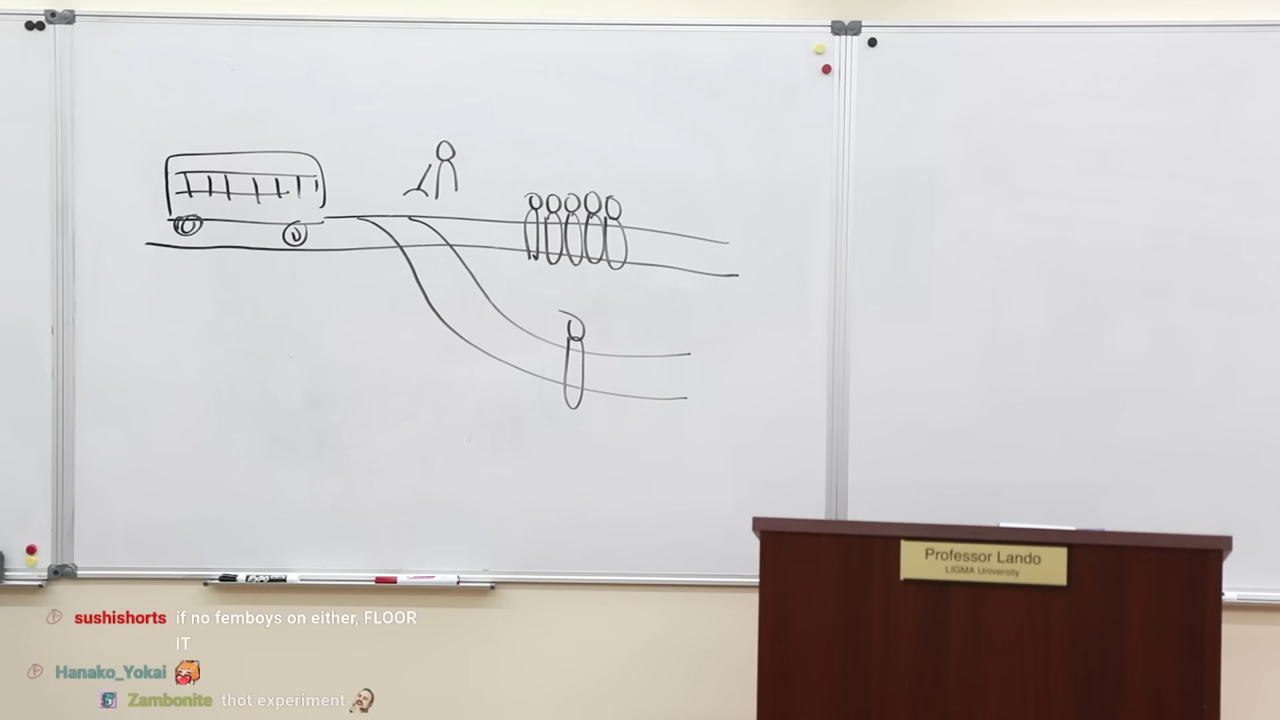 Professor Lando
LIGMA University
sushishorts if no femboys on either, FLOOR
IT
Hanako_Yokai
Zambonite thot experiment